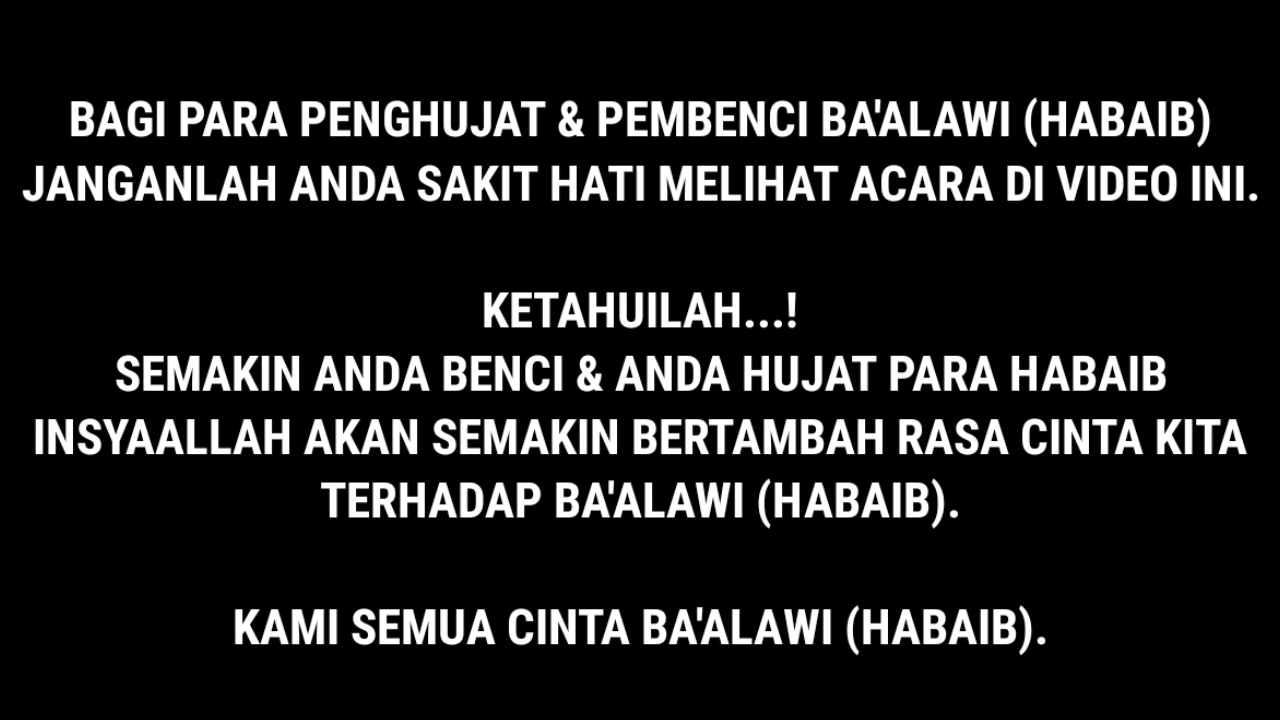 BAGI PARA PENGHUJAT & PEMBENCI BA'ALAWI (HABAIB)
JANGANLAH ANDA SAKIT HATI MELIHAT ACARA DI VIDEO INI.
KETAHUILAH...!
SEMAKIN ANDA BENCI & ANDA HUJAT PARA HABAIB
INSYAALLAH AKAN SEMAKIN BERTAMBAH RASA CINTA KITA
TERHADAP BA'ALAWI (HABAIB).
KAMI SEMUA CINTA BA'ALAWI (HABAIB).